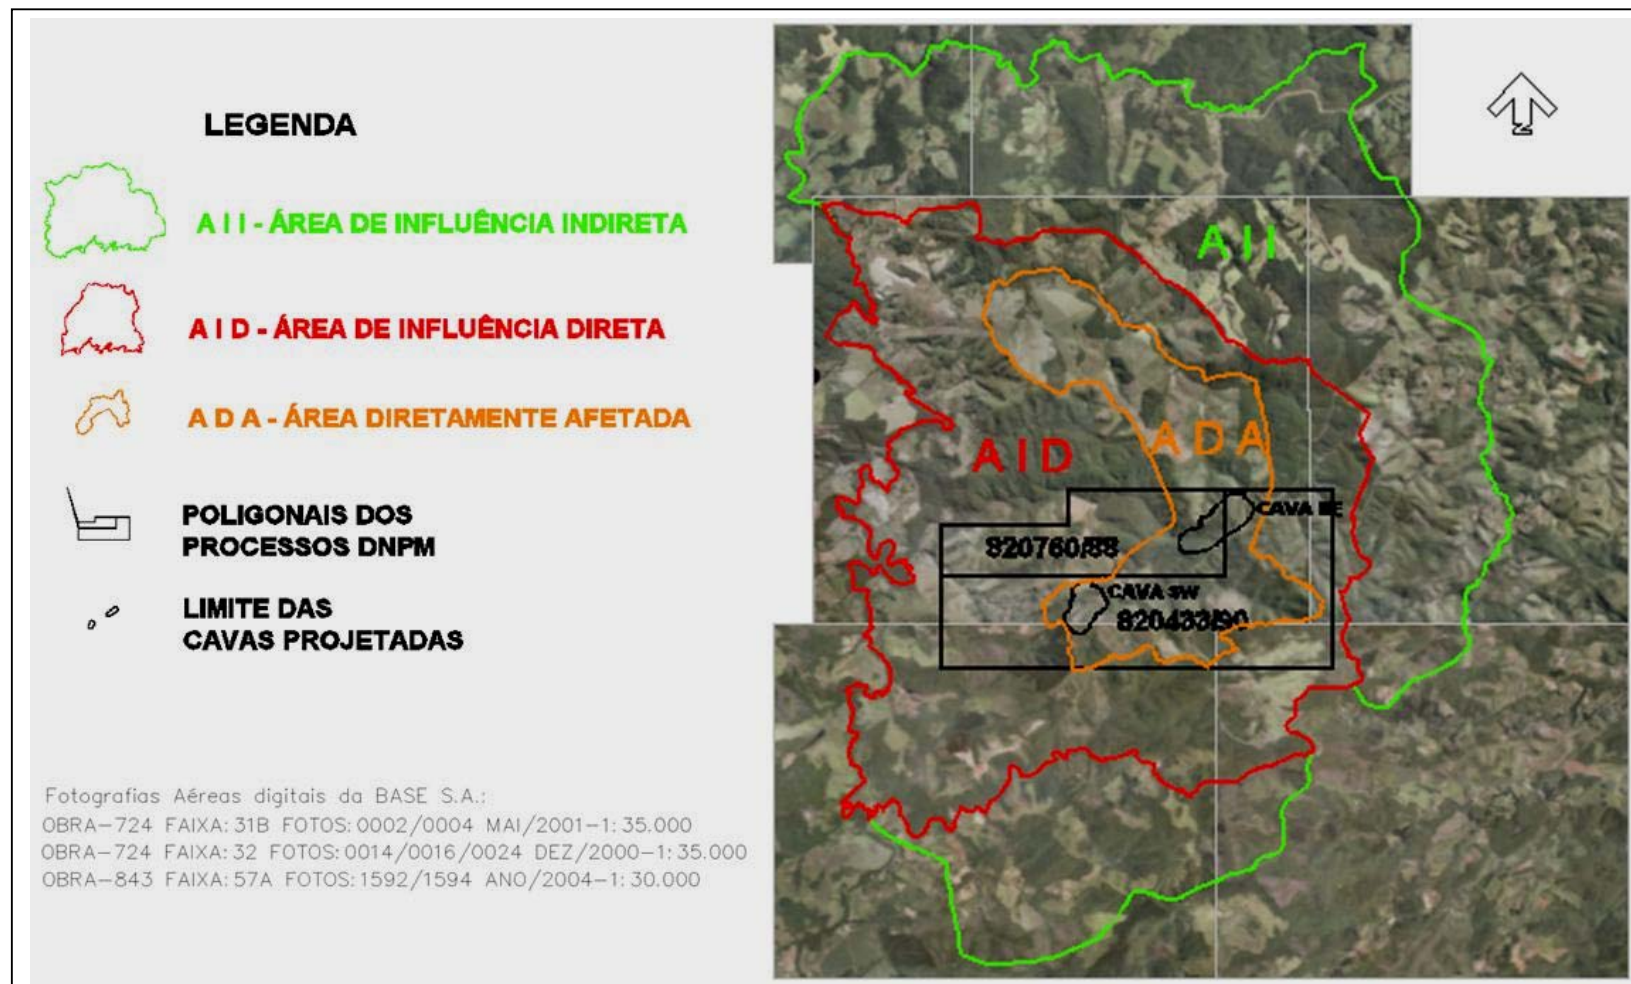 LEGENDA
A I I - ÁREA DE INFLUÊNCIA INDIRETA
A I D - ÁREA DE INFLUÊNCIA DIRETA
A D A - ÁREA DIRETAMENTE AFETADA
POLIGONAIS DOS
PROCESSOS DNPM
LIMITE DAS
CAVAS PROJETADAS
Fotografias Aéreas digitais da BASE S.A.:
OBRA-724 FAIXA:31B FOTOS:0002/0004 MAI/2001-1:35.000
OBRA-724 FAIXA:32 FOTOS:0014/0016/0024 DEZ/2000-1:35.000
OBRA-843 FAIXA:57A FOTOS:1592/1594 ANO/2004-1:30.000
N
A I I
A D A
A I D
CAVA NE
820760/88
CAVA SW
820433/90